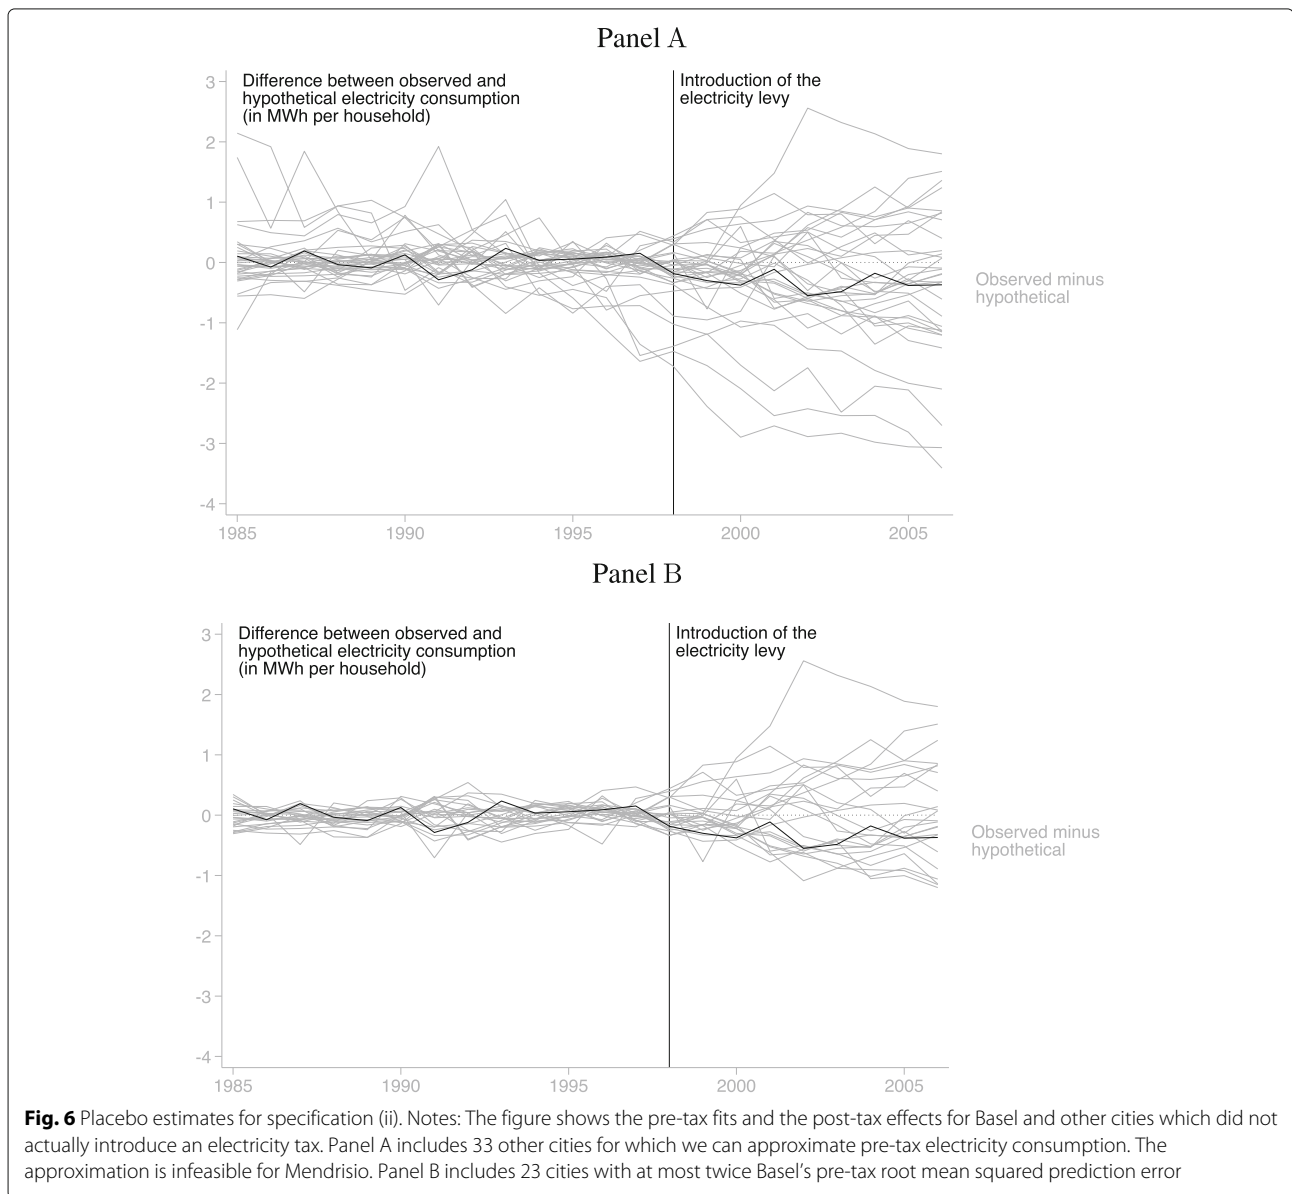 Panel A
Difference between observed and
hypothetical electricity consumption
(in MWh per household)
Introduction of the
electricity levy
3
2
1
0
-1
-2
-3
-4
Observed minus
hypothetical
1985
1990
1995
2000
2005
Panel B
Difference between observed and
hypothetical electricity consumption
(in MWh per household)
Introduction of the
electricity levy
3
2
1
0
-1
-2
-3
-4
Observed minus
hypothetical
1985
1990
1995
2000
2005
Fig. 6 Placebo estimates for specification (ii). Notes: The figure shows the pre-tax fits and the post-tax effects for Basel and other cities which did not
actually introduce an electricity tax. Panel A includes 33 other cities for which we can approximate pre-tax electricity consumption. The
approximation is infeasible for Mendrisio. Panel B includes 23 cities with at most twice Basel's pre-tax root mean squared prediction error